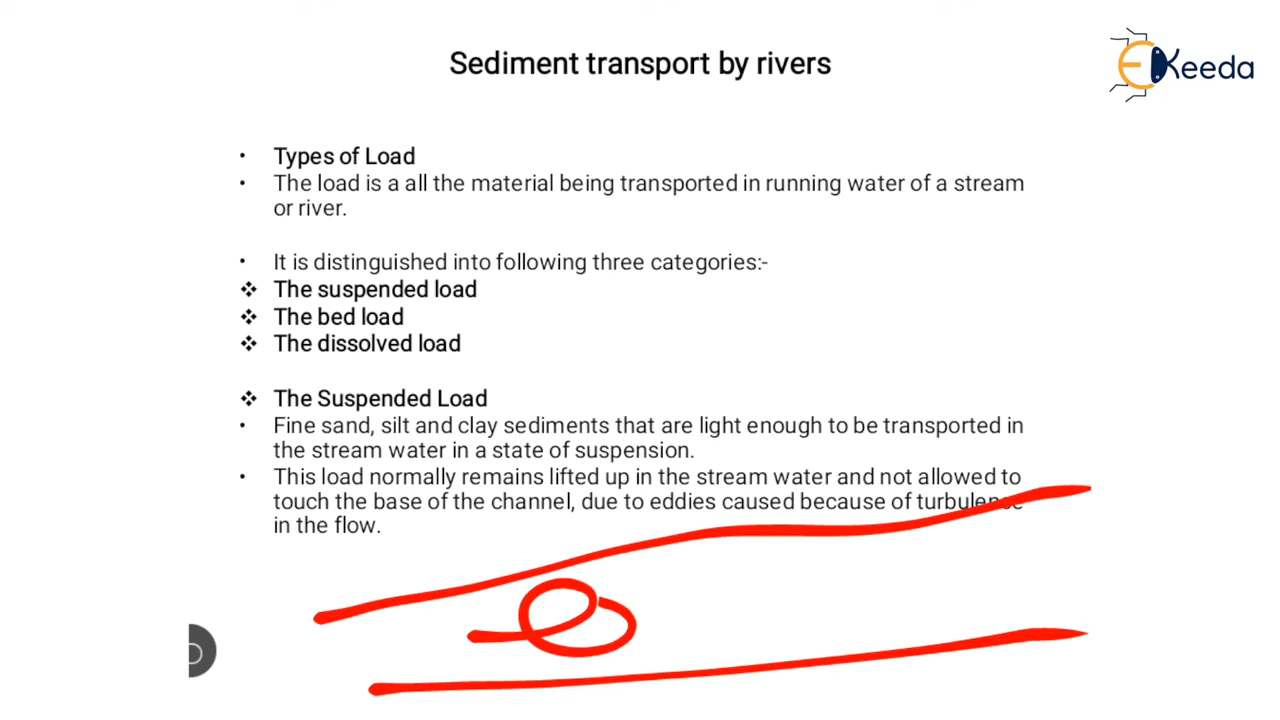 Sediment transport by rivers
EKeeda
• Types of Load
• The load is a all the material being transported in running water of a stream
or river.
• It is distinguished into following three categories:-
❖ The suspended load
❖ The bed load
❖ The dissolved load
❖ The Suspended Load
• Fine sand, silt and clay sediments that are light enough to be transported in
the stream water in a state of suspension.
• This load normally remains lifted up in the stream water and not allowed to
touch the base of the channel, due to eddies caused because of turbulence
in the flow.